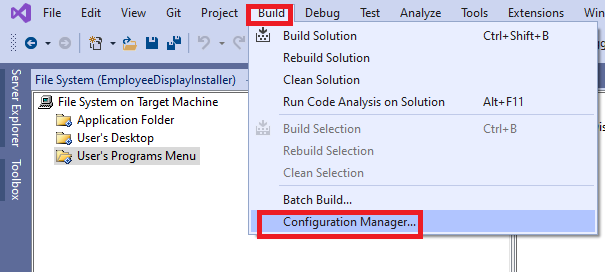 File Edit View Git Project Build Debug Test Analyze Tools Extensions Win
Build Solution Ctrl+Shift+B
Rebuild Solution
Clean Solution
Run Code Analysis on Solution Alt+F11
Build Selection Ctrl+B
Rebuild Selection
Clean Selection
Batch Build...
Configuration Manager...
Server Explorer
Toolbox
File System (EmployeeDisplayInstaller)
File System on Target Machine
Application Folder
User's Desktop
User's Programs Menu